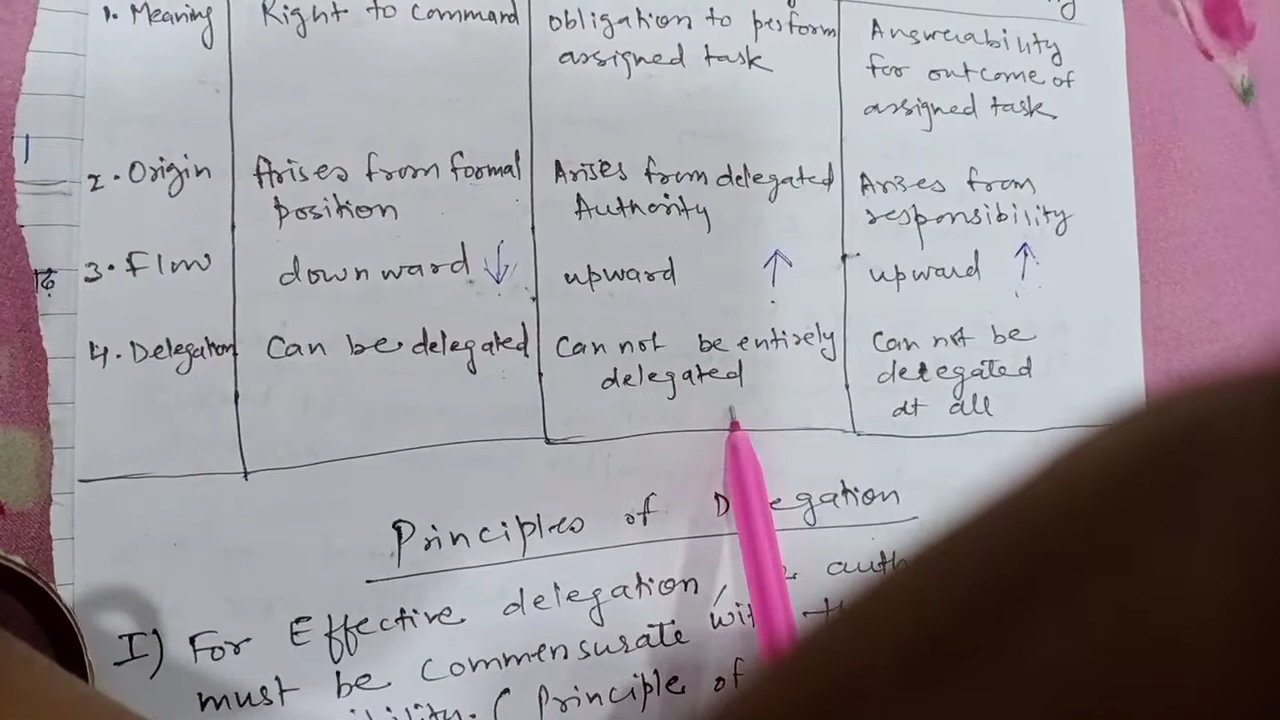 1. Meaning
Right to command
obligation to perform
assigned task
Answerability
for outcome of
assigned task
2. Origin
Arises from formal
position
Arises from delegated
Authority
Arises from
responsibility
3. Flow
downward ↓
upward ↑
upward ↑
4. Delegation
Can be delegated
Can not be entirely
delegated
Can not be
delegated
at all
Principles of
I) For Effective delegation,
must be commensurate
(Principle of